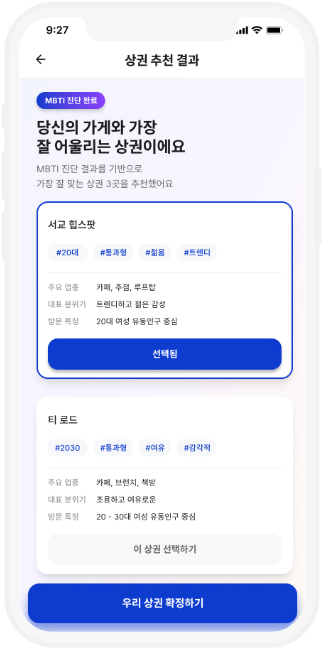 9:27
상권 추천 결과
MBTI 진단 완료
당신의 가게와 가장
잘 어울리는 상권이에요
MBTI 진단 결과를 기반으로
가장 잘 맞는 상권 3곳을 추천했어요
서교 힙스팟
#20대 #통과형 #젊음 #트렌디
주요 업종 카페, 주점, 루프탑
대표 분위기 트렌디하고 젊은 감성
방문 특징 20대 여성 유동인구 중심
선택됨
티 로드
#2030 #통과형 #여유 #감각적
주요 업종 카페, 브런치, 책방
대표 분위기 조용하고 여유로운
방문 특징 20 - 30대 여성 유동인구 중심
이 상권 선택하기
우리 상권 확정하기